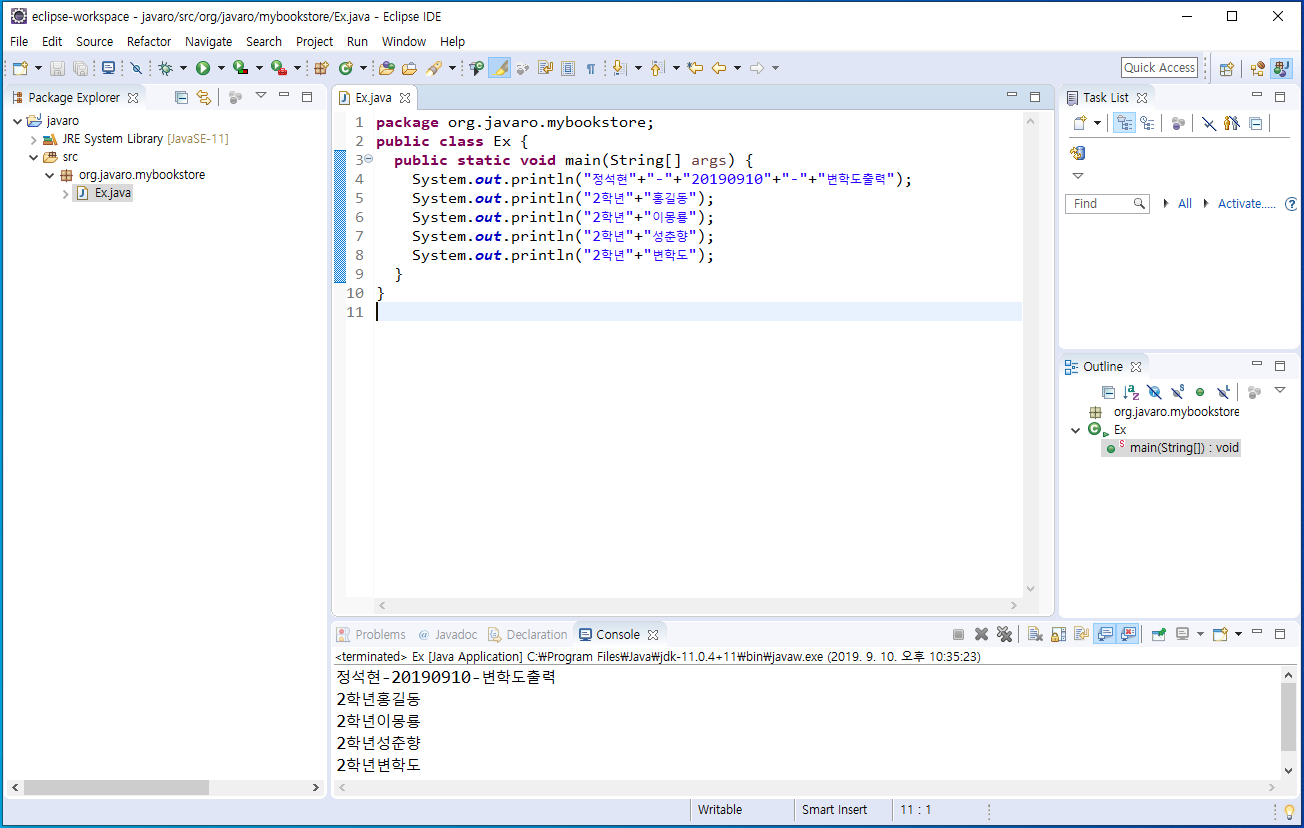 eclipse-workspace - javaro/src/org/javaro/mybookstore/Ex.java - Eclipse IDE
File Edit Source Refactor Navigate Search Project Run Window Help
Quick Access
Package Explorer
javaro
JRE System Library [JavaSE-11]
src
org.javaro.mybookstore
Ex.java
Ex.java
1 package org.javaro.mybookstore;
2 public class Ex {
3 public static void main(String[] args) {
4 System.out.println("정석현"+"-"+"20190910"+"-"+"변학도출력");
5 System.out.println("2학년"+"홍길동");
6 System.out.println("2학년"+"이몽룡");
7 System.out.println("2학년"+"성춘향");
8 System.out.println("2학년"+"변학도");
9 }
10 }
11
Task List
Find All Activate.....
Outline
org.javaro.mybookstore
Ex
main(String[]) : void
Problems @ Javadoc Declaration Console
<terminated> Ex [Java Application] C:₩Program Files₩Java₩jdk-11.0.4+11₩bin₩javaw.exe (2019. 9. 10. 오후 10:35:23)
정석현-20190910-변학도출력
2학년홍길동
2학년이몽룡
2학년성춘향
2학년변학도
Writable Smart Insert 11 : 1